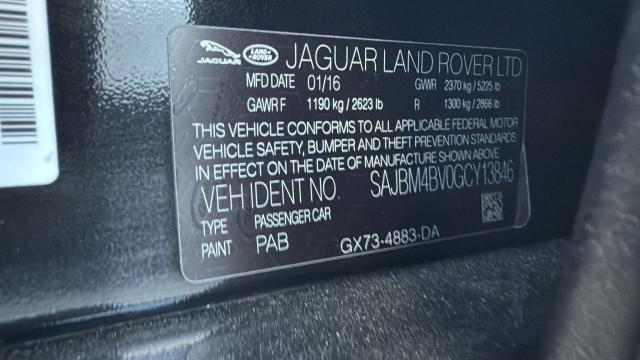 JAGUAR LAND ROVER JAGUAR LAND ROVER LTD
MFD DATE 01/16 GVWR 2370 kg / 5225 lb
GAWR F 1190 kg / 2623 lb R 1300 kg / 2866 lb
THIS VEHICLE CONFORMS TO ALL APPLICABLE FEDERAL MOTOR
VEHICLE SAFETY, BUMPER AND THEFT PREVENTION STANDARDS
IN EFFECT ON THE DATE OF MANUFACTURE SHOWN ABOVE.
VEH IDENT NO. SAJBM4BV0GCY13846
TYPE PASSENGER CAR
PAINT PAB GX73-4883-DA